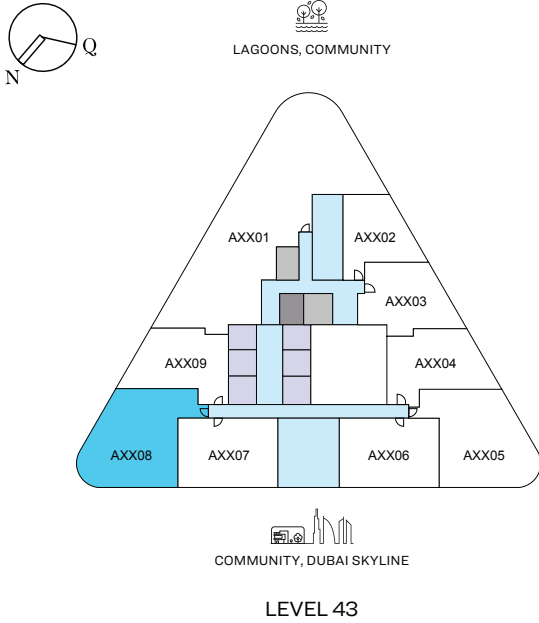 LAGOONS, COMMUNITY
Q
N
AXX01
AXX02
AXX03
AXX09
AXX04
AXX08
AXX07
AXX06
AXX05
COMMUNITY, DUBAI SKYLINE
LEVEL 43